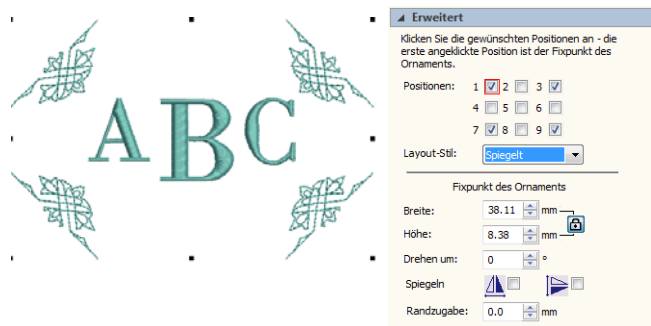 ABC
Erweitert
Klicken Sie die gewünschten Positionen an - die
erste angeklickte Position ist der Fixpunkt des
Ornaments.
Positionen: 1 2 3
4 5 6
7 8 9
Layout-Stil: Spiegelt
Fixpunkt des Ornaments
Breite: 38.11 mm
Höhe: 8.38 mm
Drehen um: 0 °
Spiegeln
Randzugabe: 0.0 mm